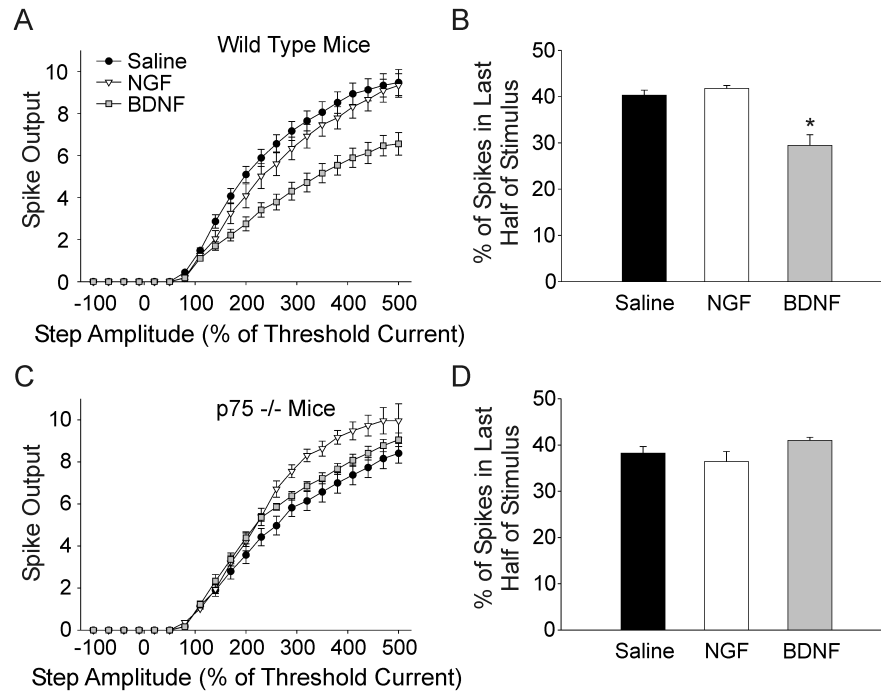 A
Wild Type Mice
Saline
NGF
BDNF
10
8
6
4
2
0
Spike Output
-100 0 100 200 300 400 500
Step Amplitude (% of Threshold Current)
B
50
40
30
20
10
0
% of Spikes in Last
Half of Stimulus
*
Saline NGF BDNF
C
p75 -/- Mice
10
8
6
4
2
0
Spike Output
-100 0 100 200 300 400 500
Step Amplitude (% of Threshold Current)
D
50
40
30
20
10
0
% of Spikes in Last
Half of Stimulus
Saline NGF BDNF